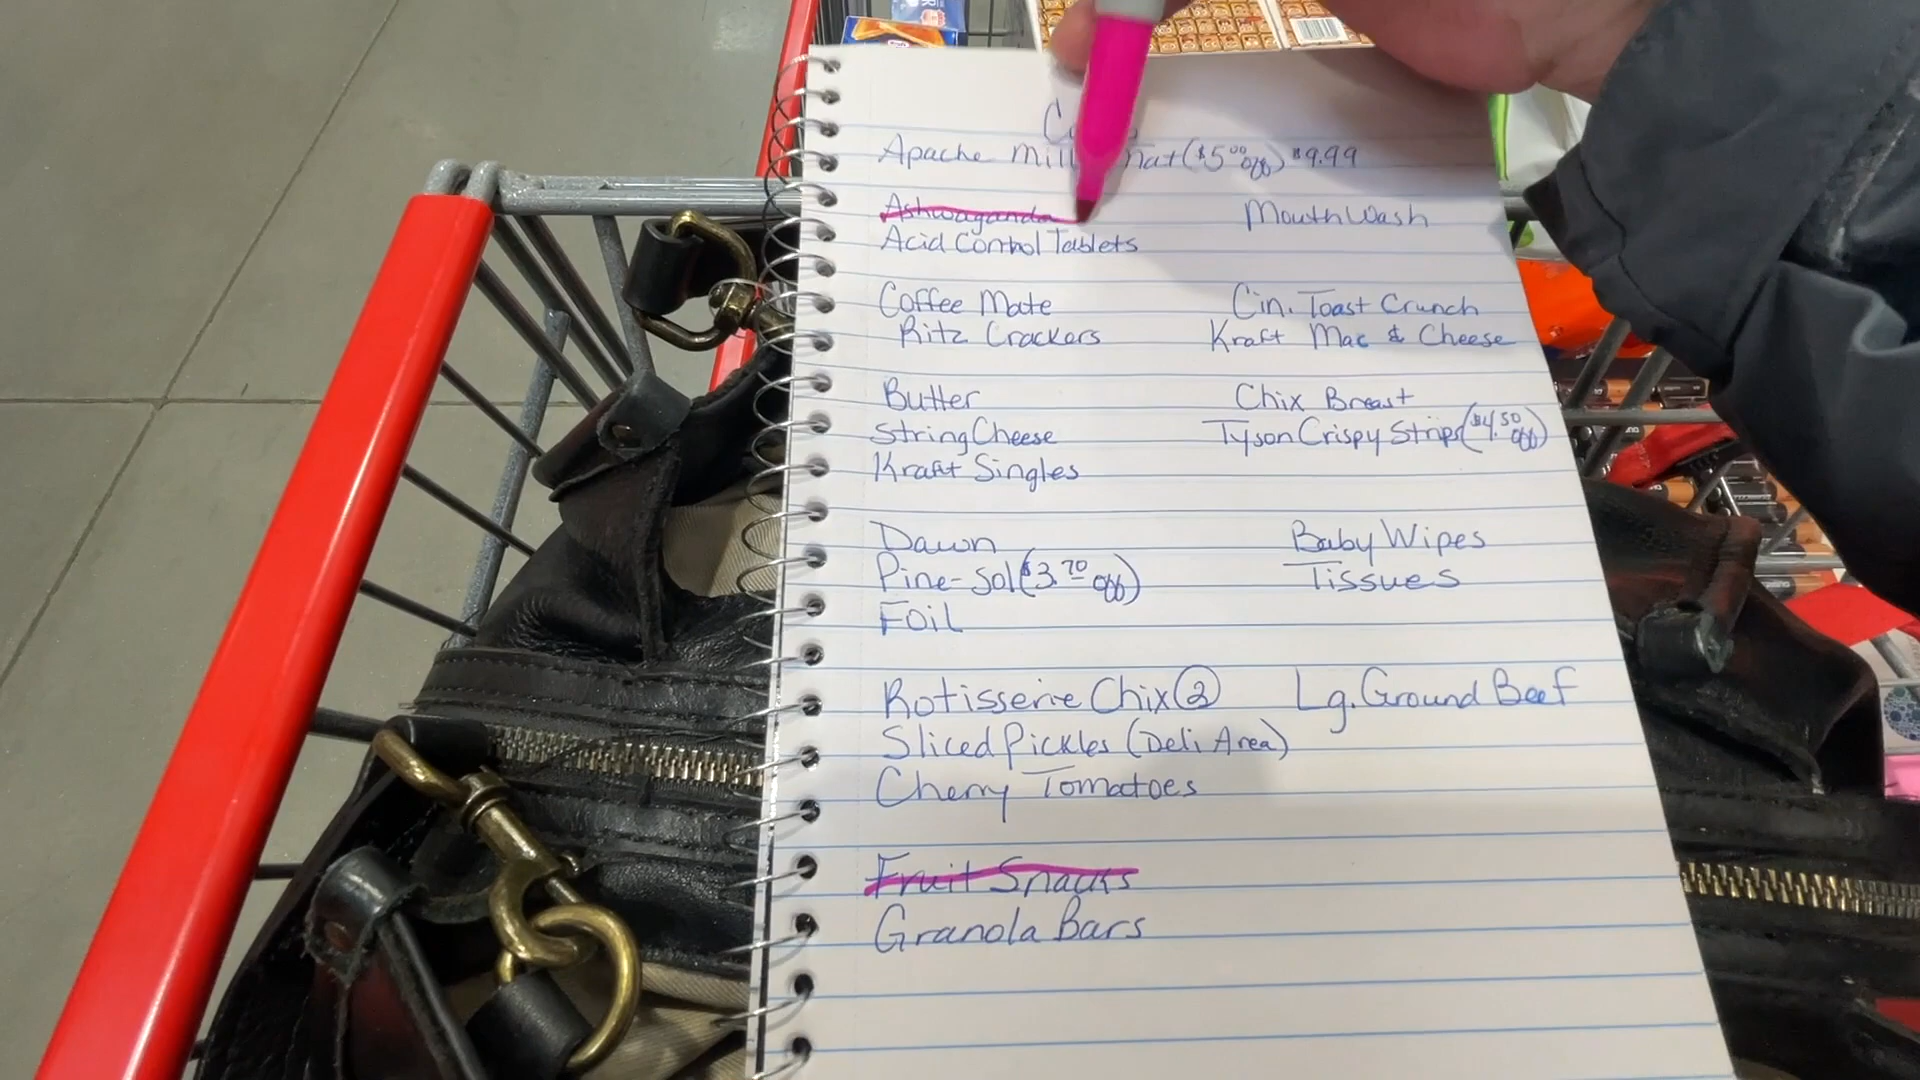 Apache Mill mat ($5.00 off) $9.99
Ashwaganda Mouth Wash
Acid Control Tablets
Coffee Mate Cin. Toast Crunch
Ritz Crackers Kraft Mac & Cheese
Butter Chix Breast
String Cheese Tyson Crispy Strips ($4.50 off)
Kraft Singles
Dawn Baby Wipes
Pine-Sol ($3.70 off) Tissues
Foil
Rotisserie Chix ② Lg. Ground Beef
Sliced Pickles (Deli Area)
Cherry Tomatoes
Fruit Snacks
Granola Bars